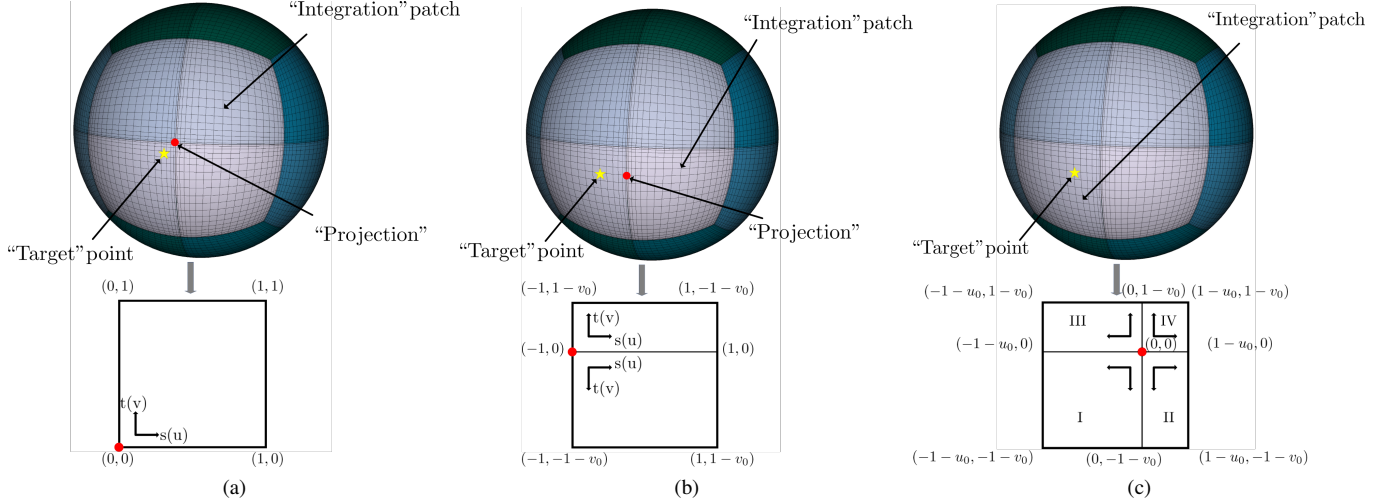 “Integration” patch
“Target” point
“Projection”
(0, 1)
(1, 1)
t(v)
s(u)
(0, 0)
(1, 0)
(a)
“Integration” patch
“Target” point
“Projection”
(−1, 1 − v₀)
(1, −1 − v₀)
t(v)
s(u)
(−1, 0)
(1, 0)
s(u)
t(v)
(−1, −1 − v₀)
(1, 1 − v₀)
(b)
“Integration” patch
“Target” point
(−1 − u₀, 1 − v₀)
(0, 1 − v₀)
(1 − u₀, 1 − v₀)
III
IV
(−1 − u₀, 0)
(0, 0)
(1 − u₀, 0)
I
II
(−1 − u₀, −1 − v₀)
(0, −1 − v₀)
(1 − u₀, −1 − v₀)
(c)